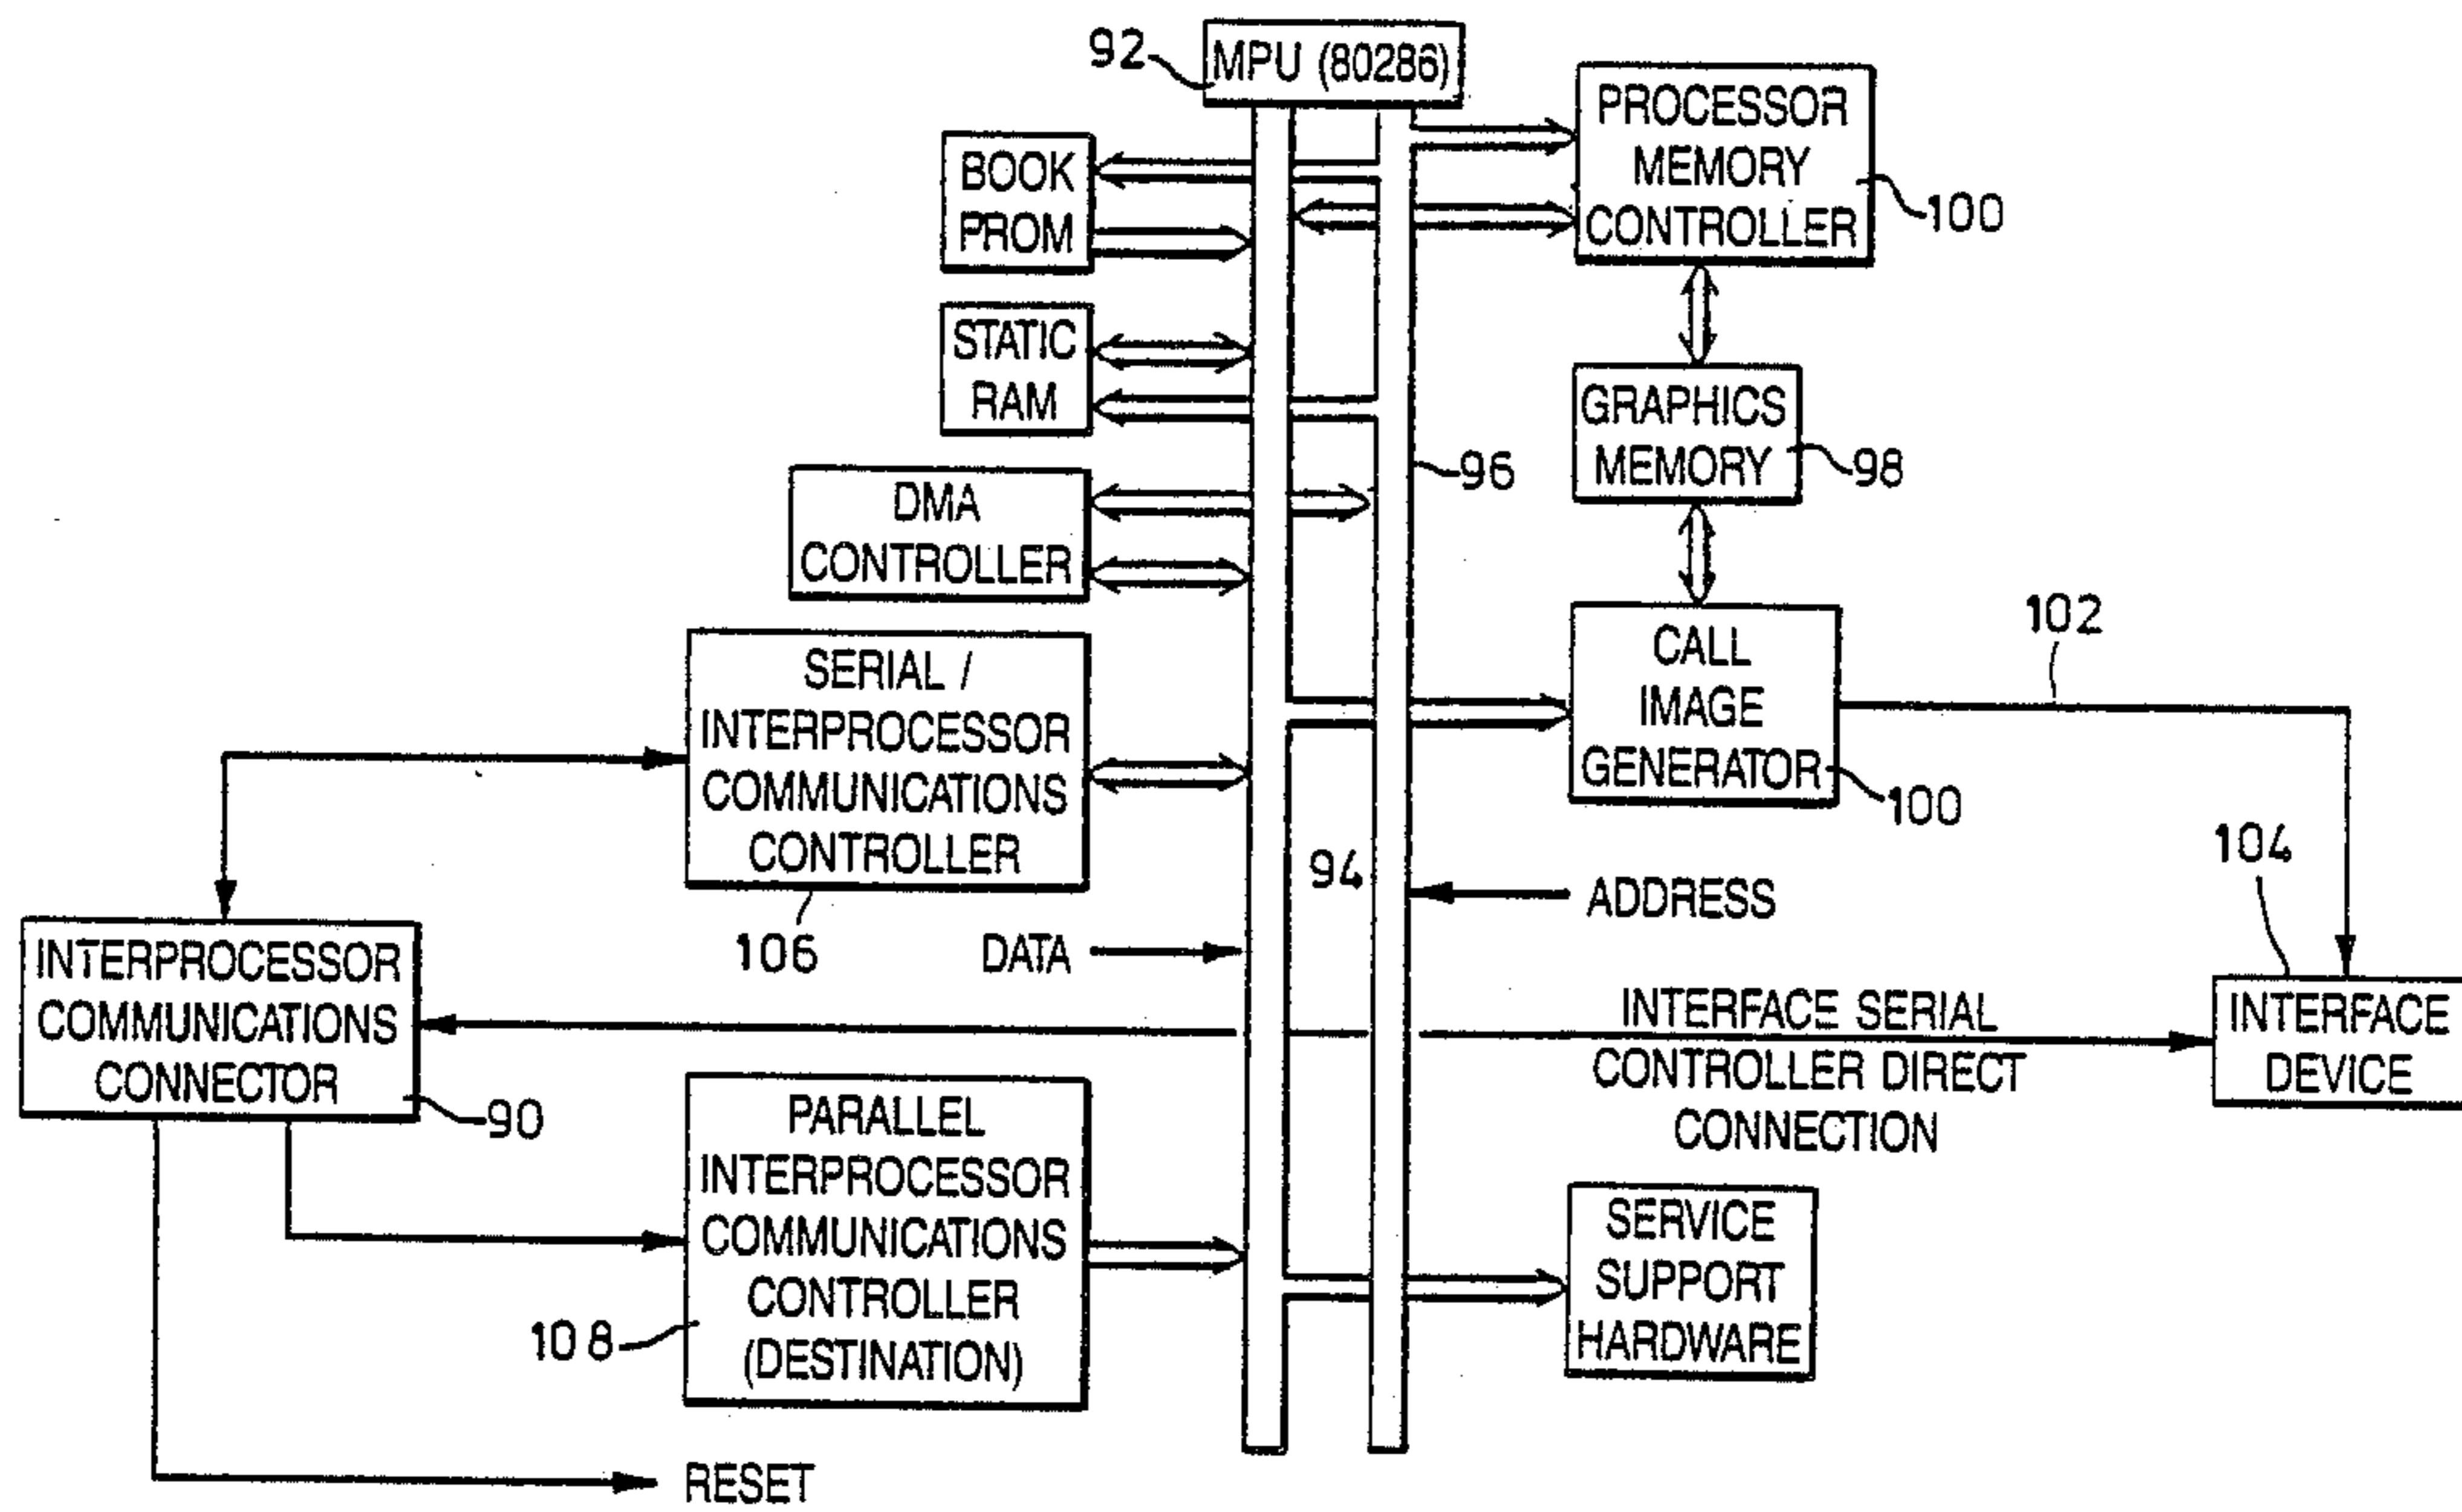 92
MPU (80286)
PROCESSOR
MEMORY
CONTROLLER
100
BOOK
PROM
STATIC
RAM
GRAPHICS
MEMORY
98
96
DMA
CONTROLLER
CALL
IMAGE
GENERATOR
100
102
SERIAL /
INTERPROCESSOR
COMMUNICATIONS
CONTROLLER
106
94
ADDRESS
DATA
104
INTERPROCESSOR
COMMUNICATIONS
CONNECTOR
90
INTERFACE SERIAL
CONTROLLER DIRECT
CONNECTION
INTERFACE
DEVICE
PARALLEL
INTERPROCESSOR
COMMUNICATIONS
CONTROLLER
(DESTINATION)
108
SERVICE
SUPPORT
HARDWARE
RESET